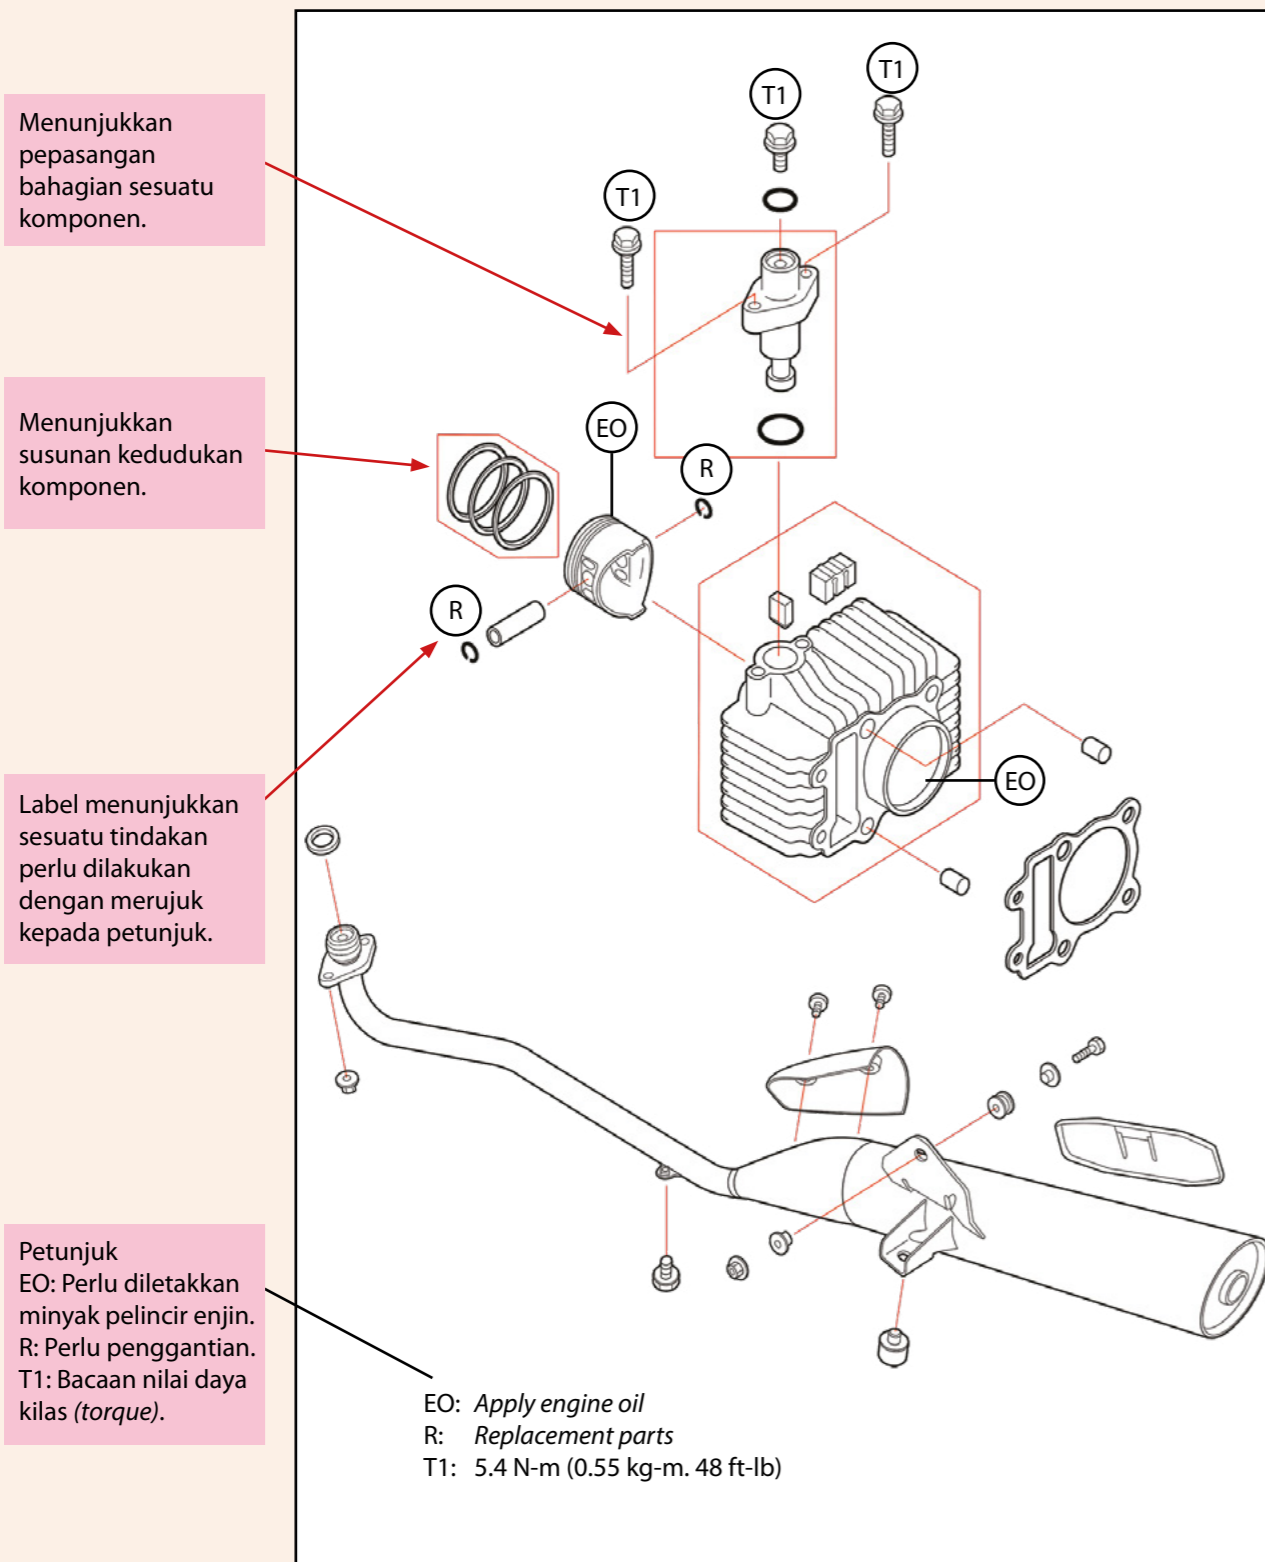 T1
T1
T1
Menunjukkan
pepasangan
bahagian sesuatu
komponen.
Menunjukkan
susunan kedudukan
komponen.
EO
R
R
EO
Label menunjukkan
sesuatu tindakan
perlu dilakukan
dengan merujuk
kepada petunjuk.
Petunjuk
EO: Perlu diletakkan
minyak pelincir enjin.
R: Perlu penggantian.
T1: Bacaan nilai daya
kilas (torque).
EO: Apply engine oil
R: Replacement parts
T1: 5.4 N-m (0.55 kg-m. 48 ft-lb)